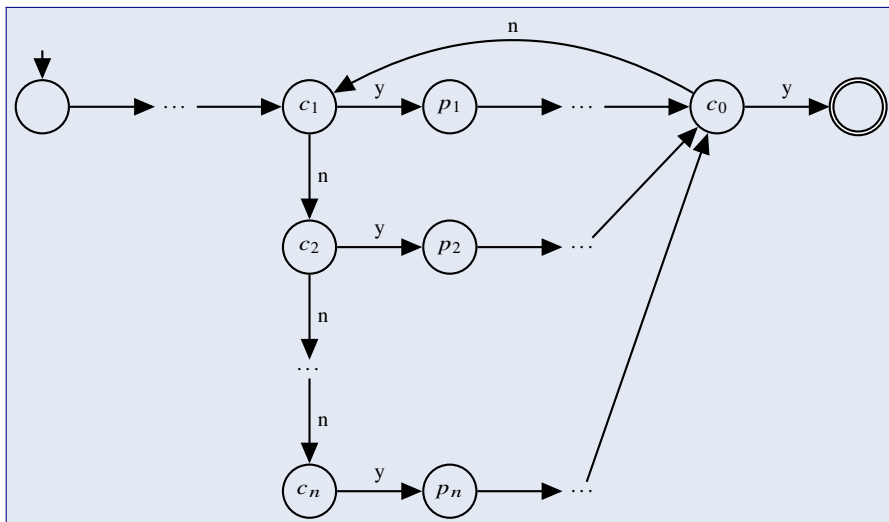 n
⋯ c₁ y p₁ ⋯ c₀ y
n
c₂ y p₂ ⋯
n
⋯
n
cₙ y pₙ ⋯